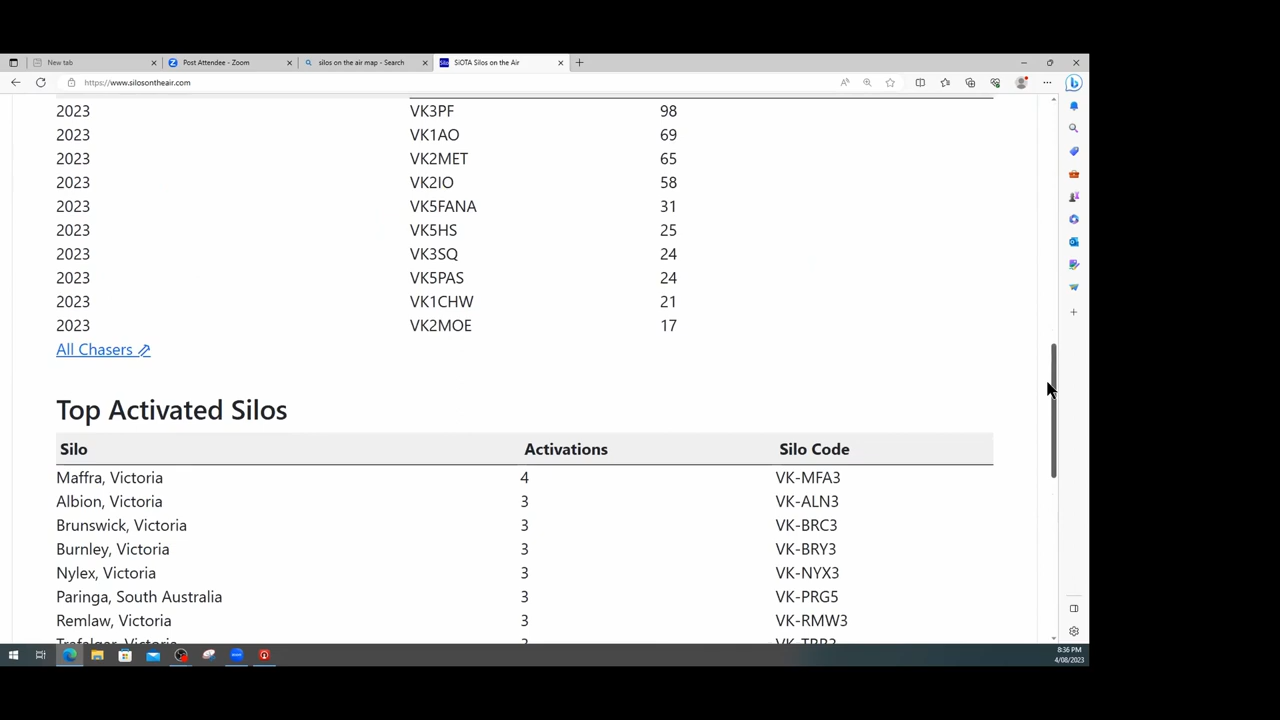 New tab
Post Attendee - Zoom
silos on the air map - Search
SiOTA Silos on the Air
https://www.silosontheair.com
2023 VK3PF 98
2023 VK1AO 69
2023 VK2MET 65
2023 VK2IO 58
2023 VK5FANA 31
2023 VK5HS 25
2023 VK3SQ 24
2023 VK5PAS 24
2023 VK1CHW 21
2023 VK2MOE 17
All Chasers
Top Activated Silos
Silo Activations Silo Code
Maffra, Victoria 4 VK-MFA3
Albion, Victoria 3 VK-ALN3
Brunswick, Victoria 3 VK-BRC3
Burnley, Victoria 3 VK-BRY3
Nylex, Victoria 3 VK-NYX3
Paringa, South Australia 3 VK-PRG5
Remlaw, Victoria 3 VK-RMW3
8:36 PM
4/08/2023